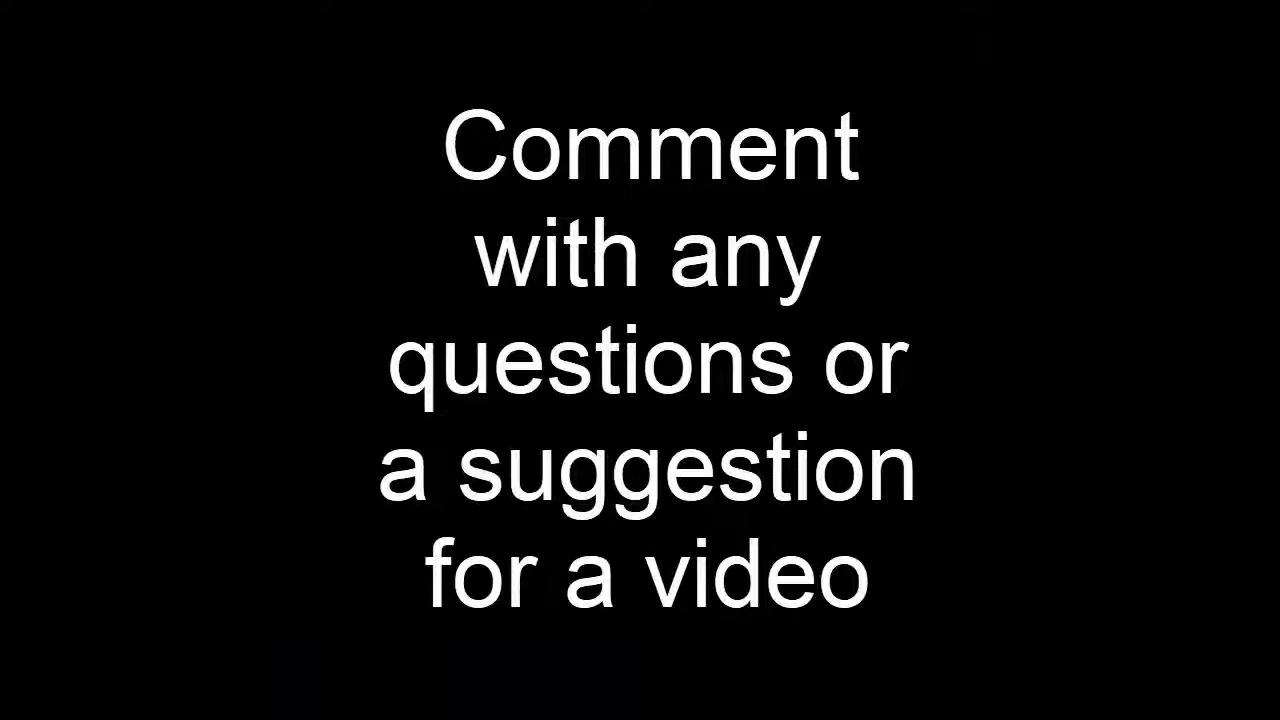 Comment
with any
questions or
a suggestion
for a video